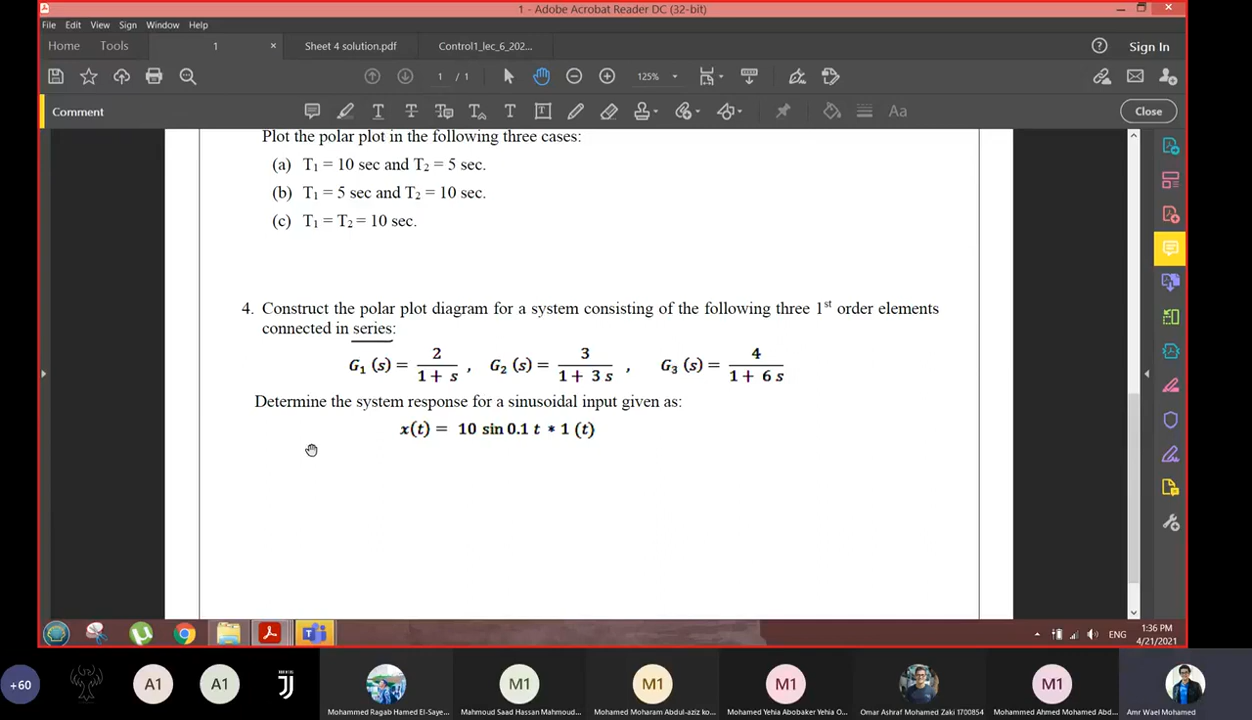 1 - Adobe Acrobat Reader DC (32-bit)
File Edit View Sign Window Help
Home Tools 1 × Sheet 4 solution.pdf Control1_lec_6_202... Sign In
1 / 1 125%
Comment Close
Plot the polar plot in the following three cases:
(a) T₁ = 10 sec and T₂ = 5 sec.
(b) T₁ = 5 sec and T₂ = 10 sec.
(c) T₁ = T₂ = 10 sec.
4. Construct the polar plot diagram for a system consisting of the following three 1st order elements
connected in series:
G₁ (s) = 2 / (1 + s) , G₂ (s) = 3 / (1 + 3 s) , G₃ (s) = 4 / (1 + 6 s)
Determine the system response for a sinusoidal input given as:
x(t) = 10 sin 0.1 t * 1 (t)
ENG
1:36 PM
4/21/2021
+60 A1 A1 M1 M1 M1 M1
Mohammed Ragab Hamed El-Saye... Mahmoud Saad Hassan Mahmoud... Mohamed Moharam Abdul-aziz ko... Mohamed Yehia Abobaker Yehia O... Omar Ashraf Mohamed Zaki 1700854 Mohamed Ahmed Mohamed Abd... Amr Wael Mohamed